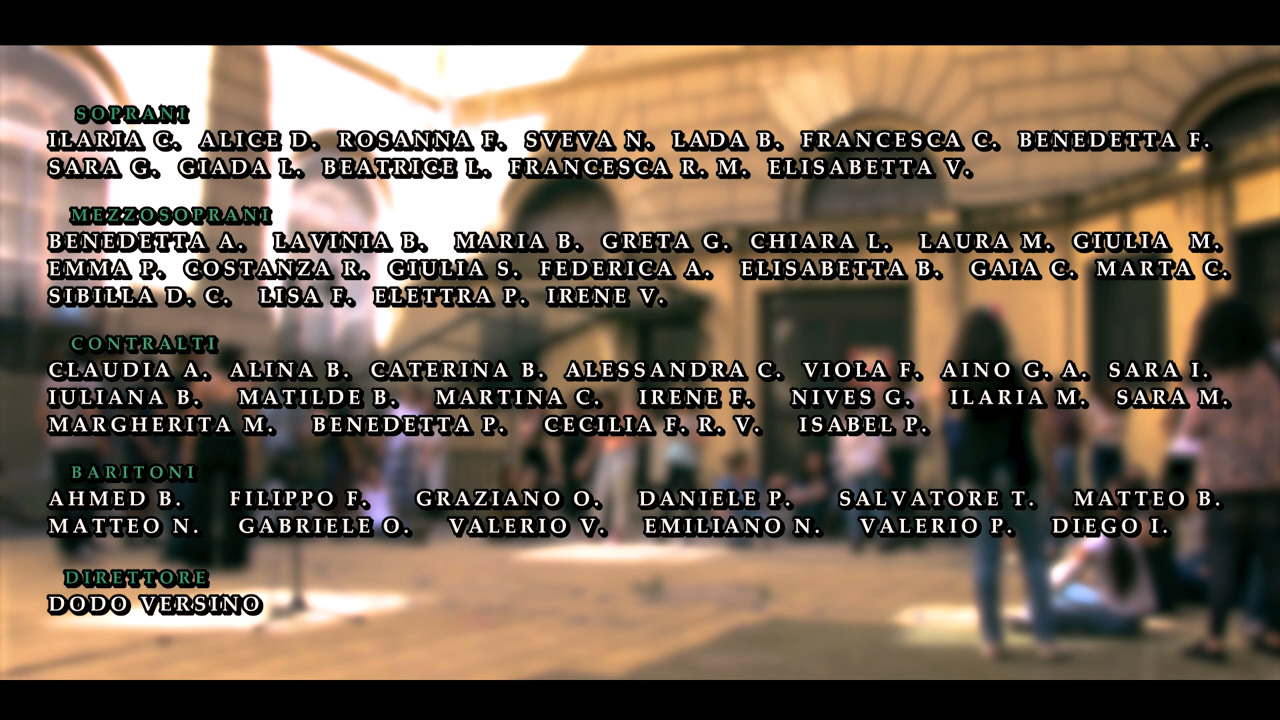 SOPRANI
ILARIA C. ALICE D. ROSANNA F. SVEVA N. LADA B. FRANCESCA C. BENEDETTA F.
SARA G. GIADA L. BEATRICE L. FRANCESCA R. M. ELISABETTA V.
MEZZOSOPRANI
BENEDETTA A. LAVINIA B. MARIA B. GRETA G. CHIARA L. LAURA M. GIULIA M.
EMMA P. COSTANZA R. GIULIA S. FEDERICA A. ELISABETTA B. GAIA C. MARTA C.
SIBILLA D. C. LISA F. ELETTRA P. IRENE V.
CONTRALTI
CLAUDIA A. ALINA B. CATERINA B. ALESSANDRA C. VIOLA F. AINO G. A. SARA I.
IULIANA B. MATILDE B. MARTINA C. IRENE F. NIVES G. ILARIA M. SARA M.
MARGHERITA M. BENEDETTA P. CECILIA F. R. V. ISABEL P.
BARITONI
AHMED B. FILIPPO F. GRAZIANO O. DANIELE P. SALVATORE T. MATTEO B.
MATTEO N. GABRIELE O. VALERIO V. EMILIANO N. VALERIO P. DIEGO I.
DIRETTORE
DODO VERSINO